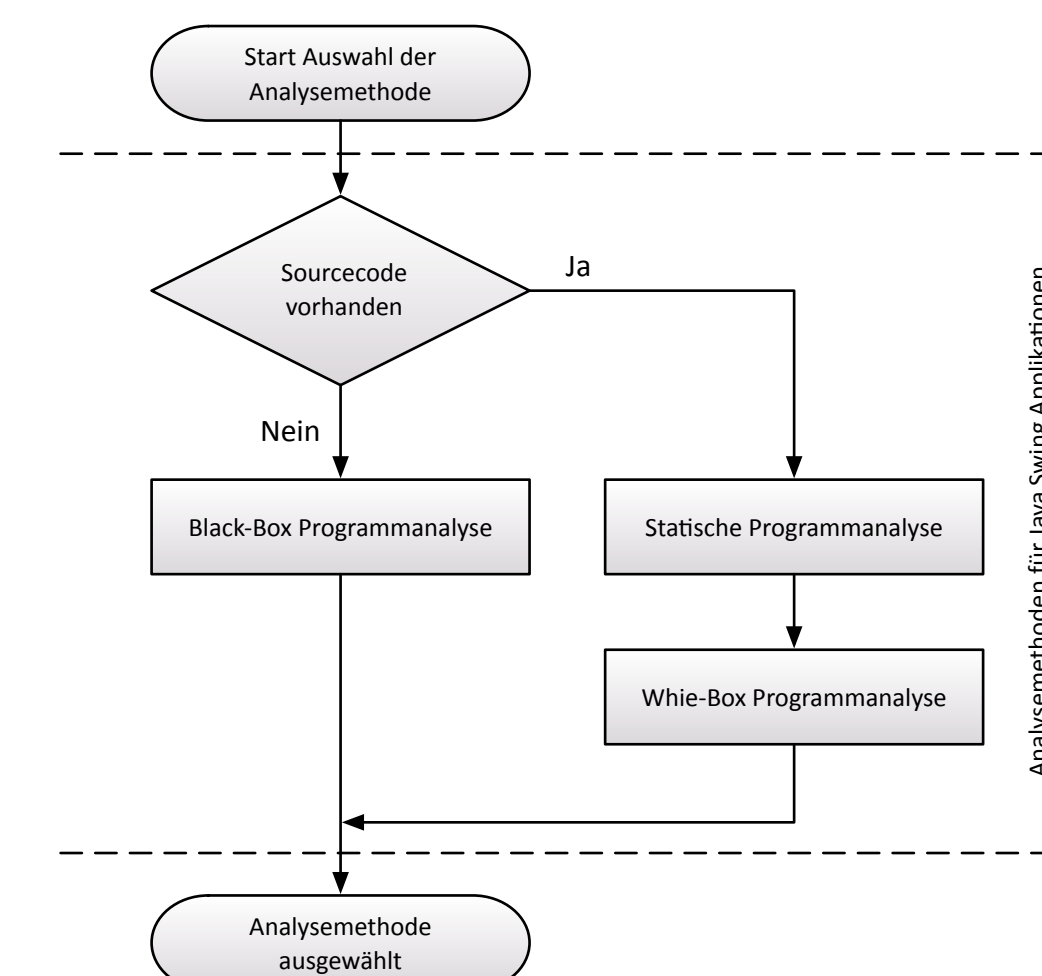 Start Auswahl der
Analysemethode
Sourcecode
vorhanden
Ja
Nein
Black-Box Programmanalyse
Statische Programmanalyse
Whie-Box Programmanalyse
Analysemethoden für Java Swing Applikationen
Analysemethode
ausgewählt